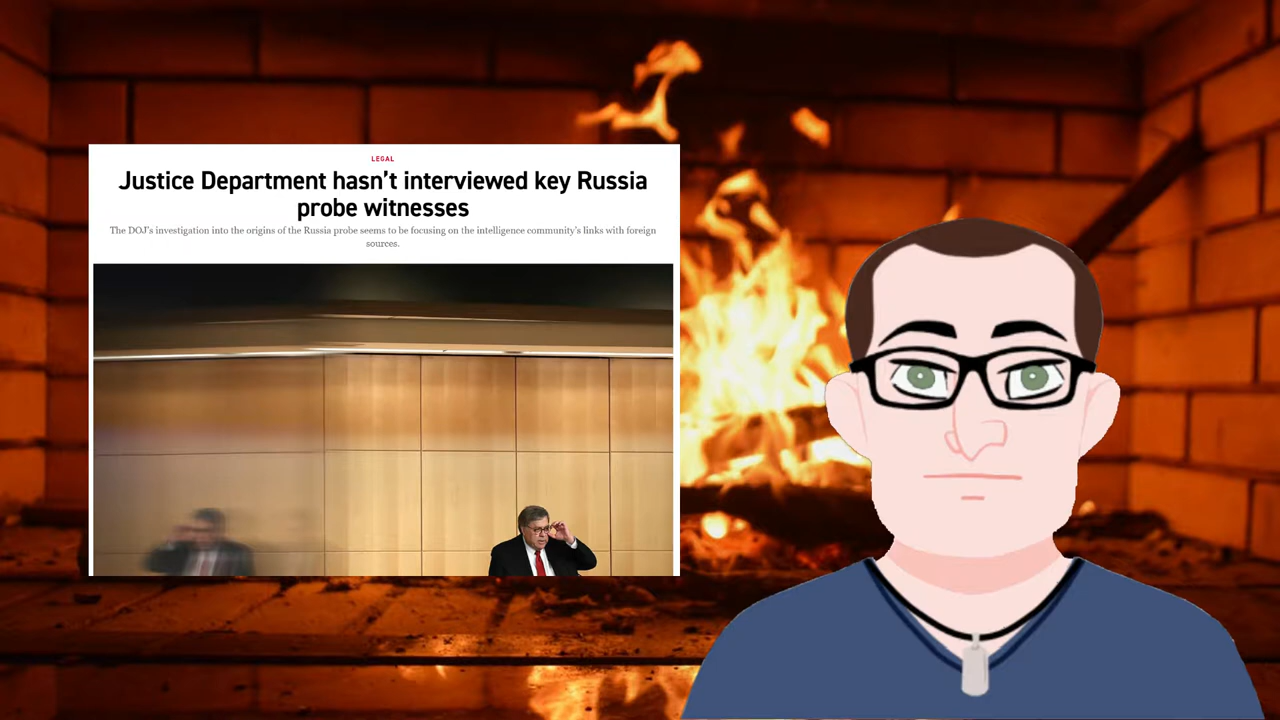 LEGAL
Justice Department hasn't interviewed key Russia
probe witnesses
The DOJ's investigation into the origins of the Russia probe seems to be focusing on the intelligence community's links with foreign
sources.